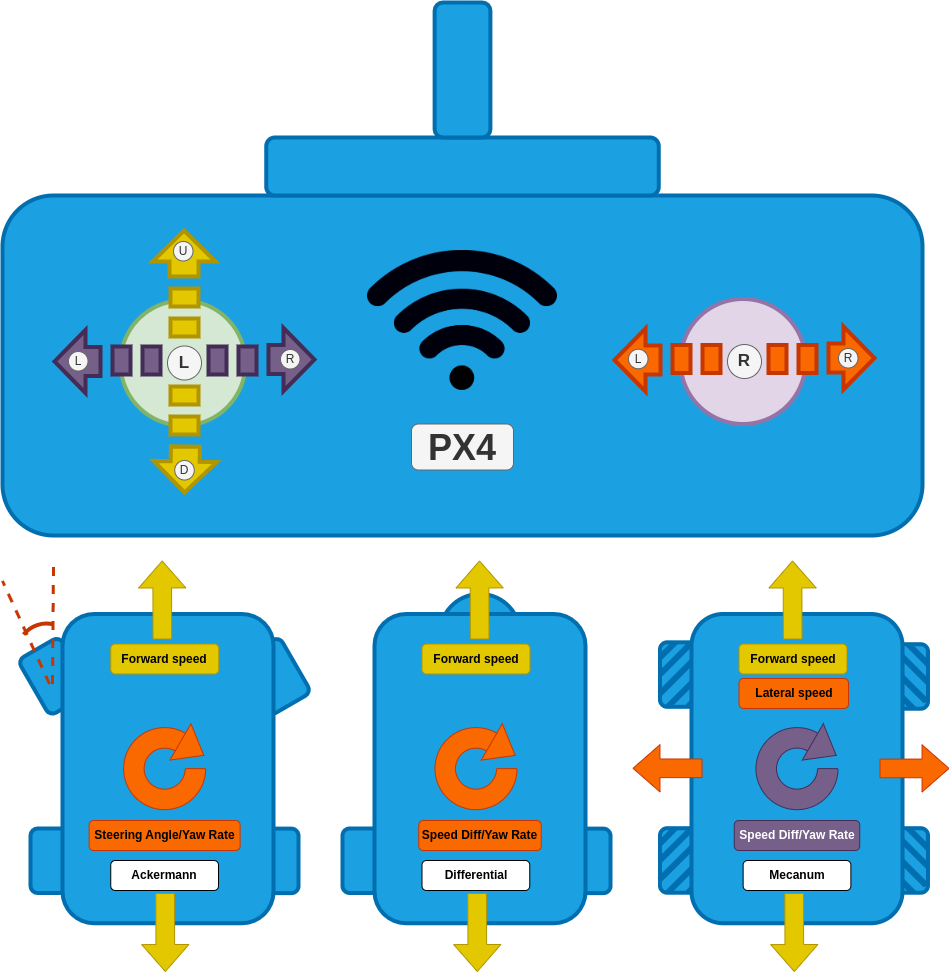 U
L
L
R
D
L
R
R
PX4
Forward speed
Steering Angle/Yaw Rate
Ackermann
Forward speed
Speed Diff/Yaw Rate
Differential
Forward speed
Lateral speed
Speed Diff/Yaw Rate
Mecanum